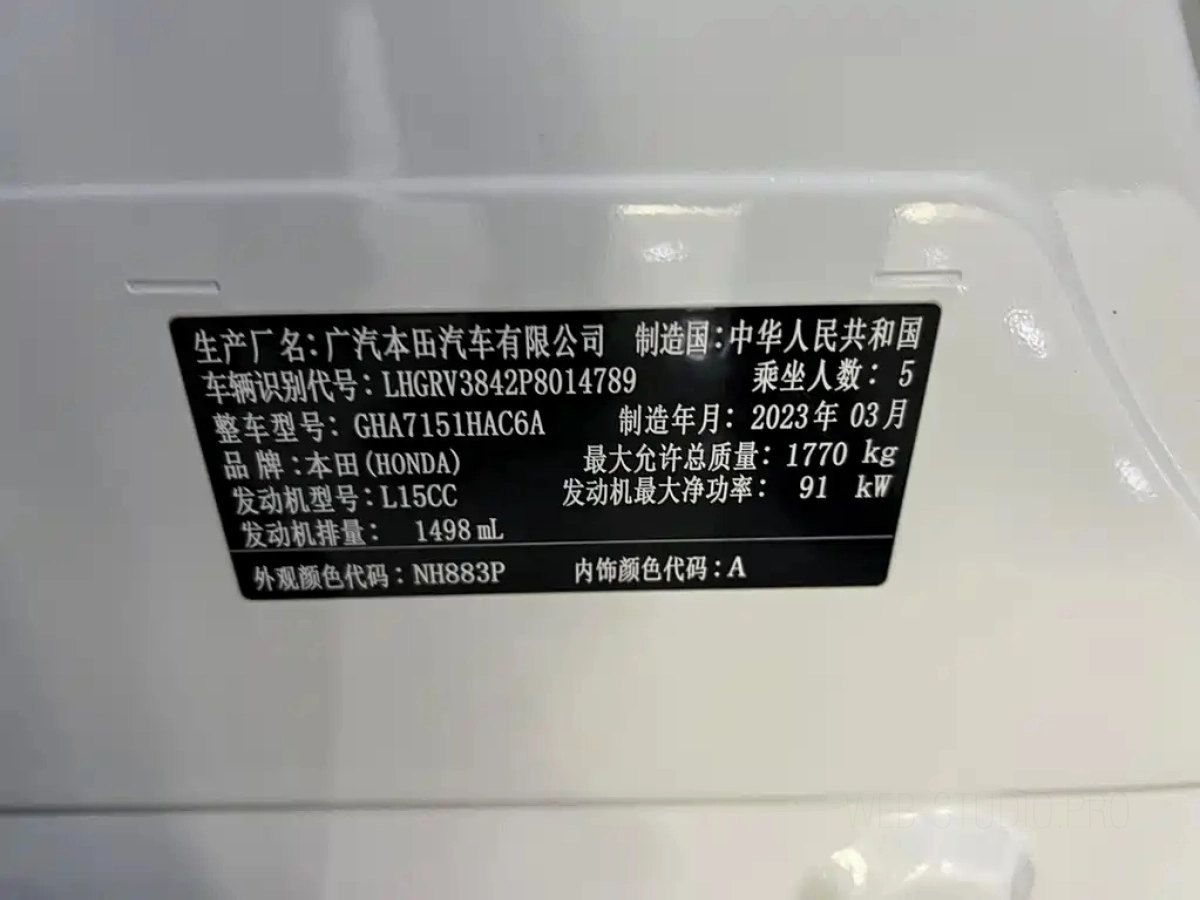 生产厂名：广汽本田汽车有限公司 制造国：中华人民共和国
车辆识别代号：LHGRV3842P8014789 乘坐人数：5
整车型号：GHA7151HAC6A 制造年月：2023年 03月
品牌：本田(HONDA) 最大允许总质量：1770 kg
发动机型号：L15CC 发动机最大净功率：91 kW
发动机排量：1498 mL
外观颜色代码：NH883P 内饰颜色代码：A
WEB STUDIO PRO